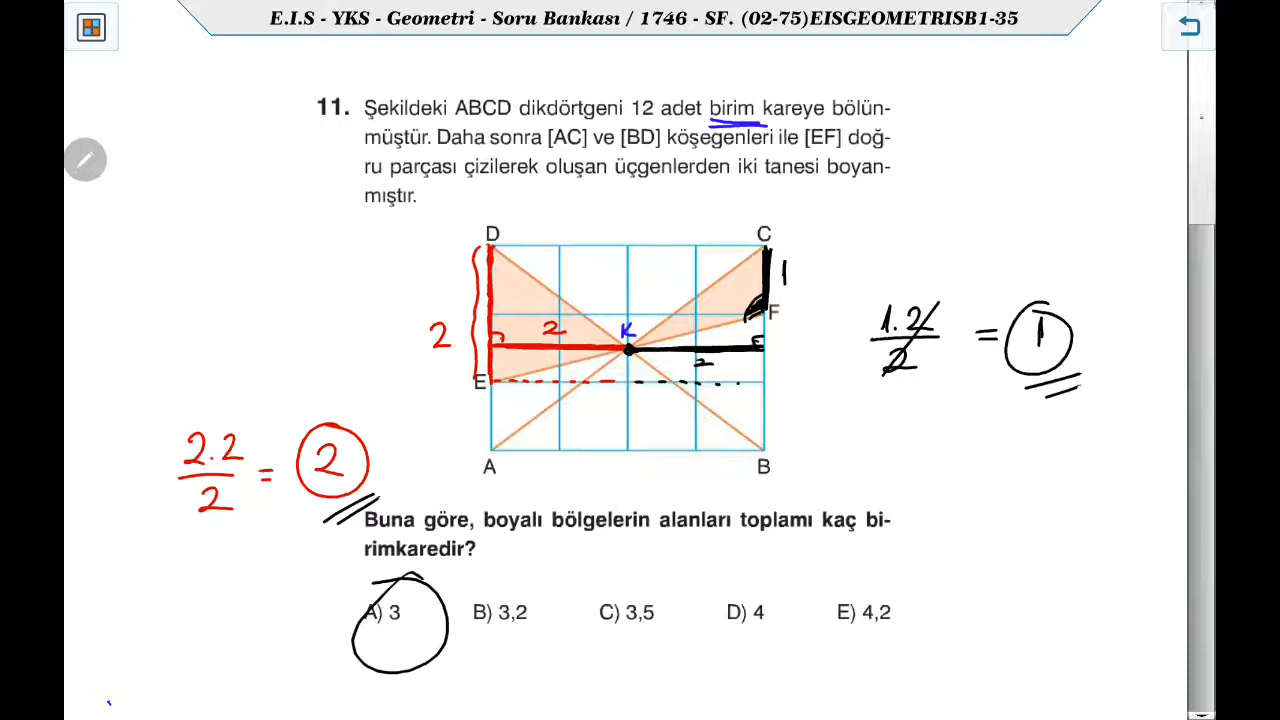 E.I.S - YKS - Geometri - Soru Bankası / 1746 - SF. (02-75)EISGEOMETRISB1-35
11. Şekildeki ABCD dikdörtgeni 12 adet birim kareye bölün-
müştür. Daha sonra [AC] ve [BD] köşegenleri ile [EF] doğ-
ru parçası çizilerek oluşan üçgenlerden iki tanesi boyan-
mıştır.
D C
1
F
K
2 2 2
E
1.2/2 = 1
A B
2.2/2 = 2
Buna göre, boyalı bölgelerin alanları toplamı kaç bi-
rimkaredir?
A) 3 B) 3,2 C) 3,5 D) 4 E) 4,2